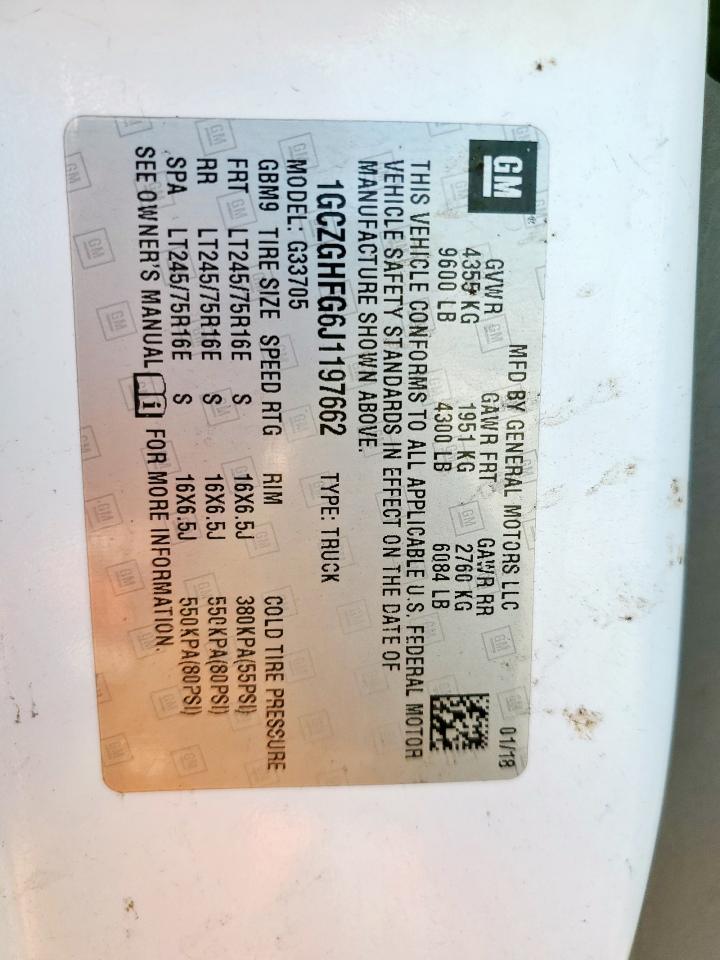 GM
MFD BY GENERAL MOTORS LLC 01/18
GVWR GAWR FRT GAWR RR
4355 KG 1951 KG 2760 KG
9600 LB 4300 LB 6084 LB
THIS VEHICLE CONFORMS TO ALL APPLICABLE U.S. FEDERAL MOTOR
VEHICLE SAFETY STANDARDS IN EFFECT ON THE DATE OF
MANUFACTURE SHOWN ABOVE.
1GCZGHFG6J1197662 TYPE: TRUCK
MODEL: G33705
GBM9 TIRE SIZE SPEED RTG RIM COLD TIRE PRESSURE
FRT LT245/75R16E S 16X6.5J 380KPA(55PSI)
RR LT245/75R16E S 16X6.5J 550KPA(80PSI)
SPA LT245/75R16E S 16X6.5J 550KPA(80PSI)
SEE OWNER'S MANUAL i FOR MORE INFORMATION.